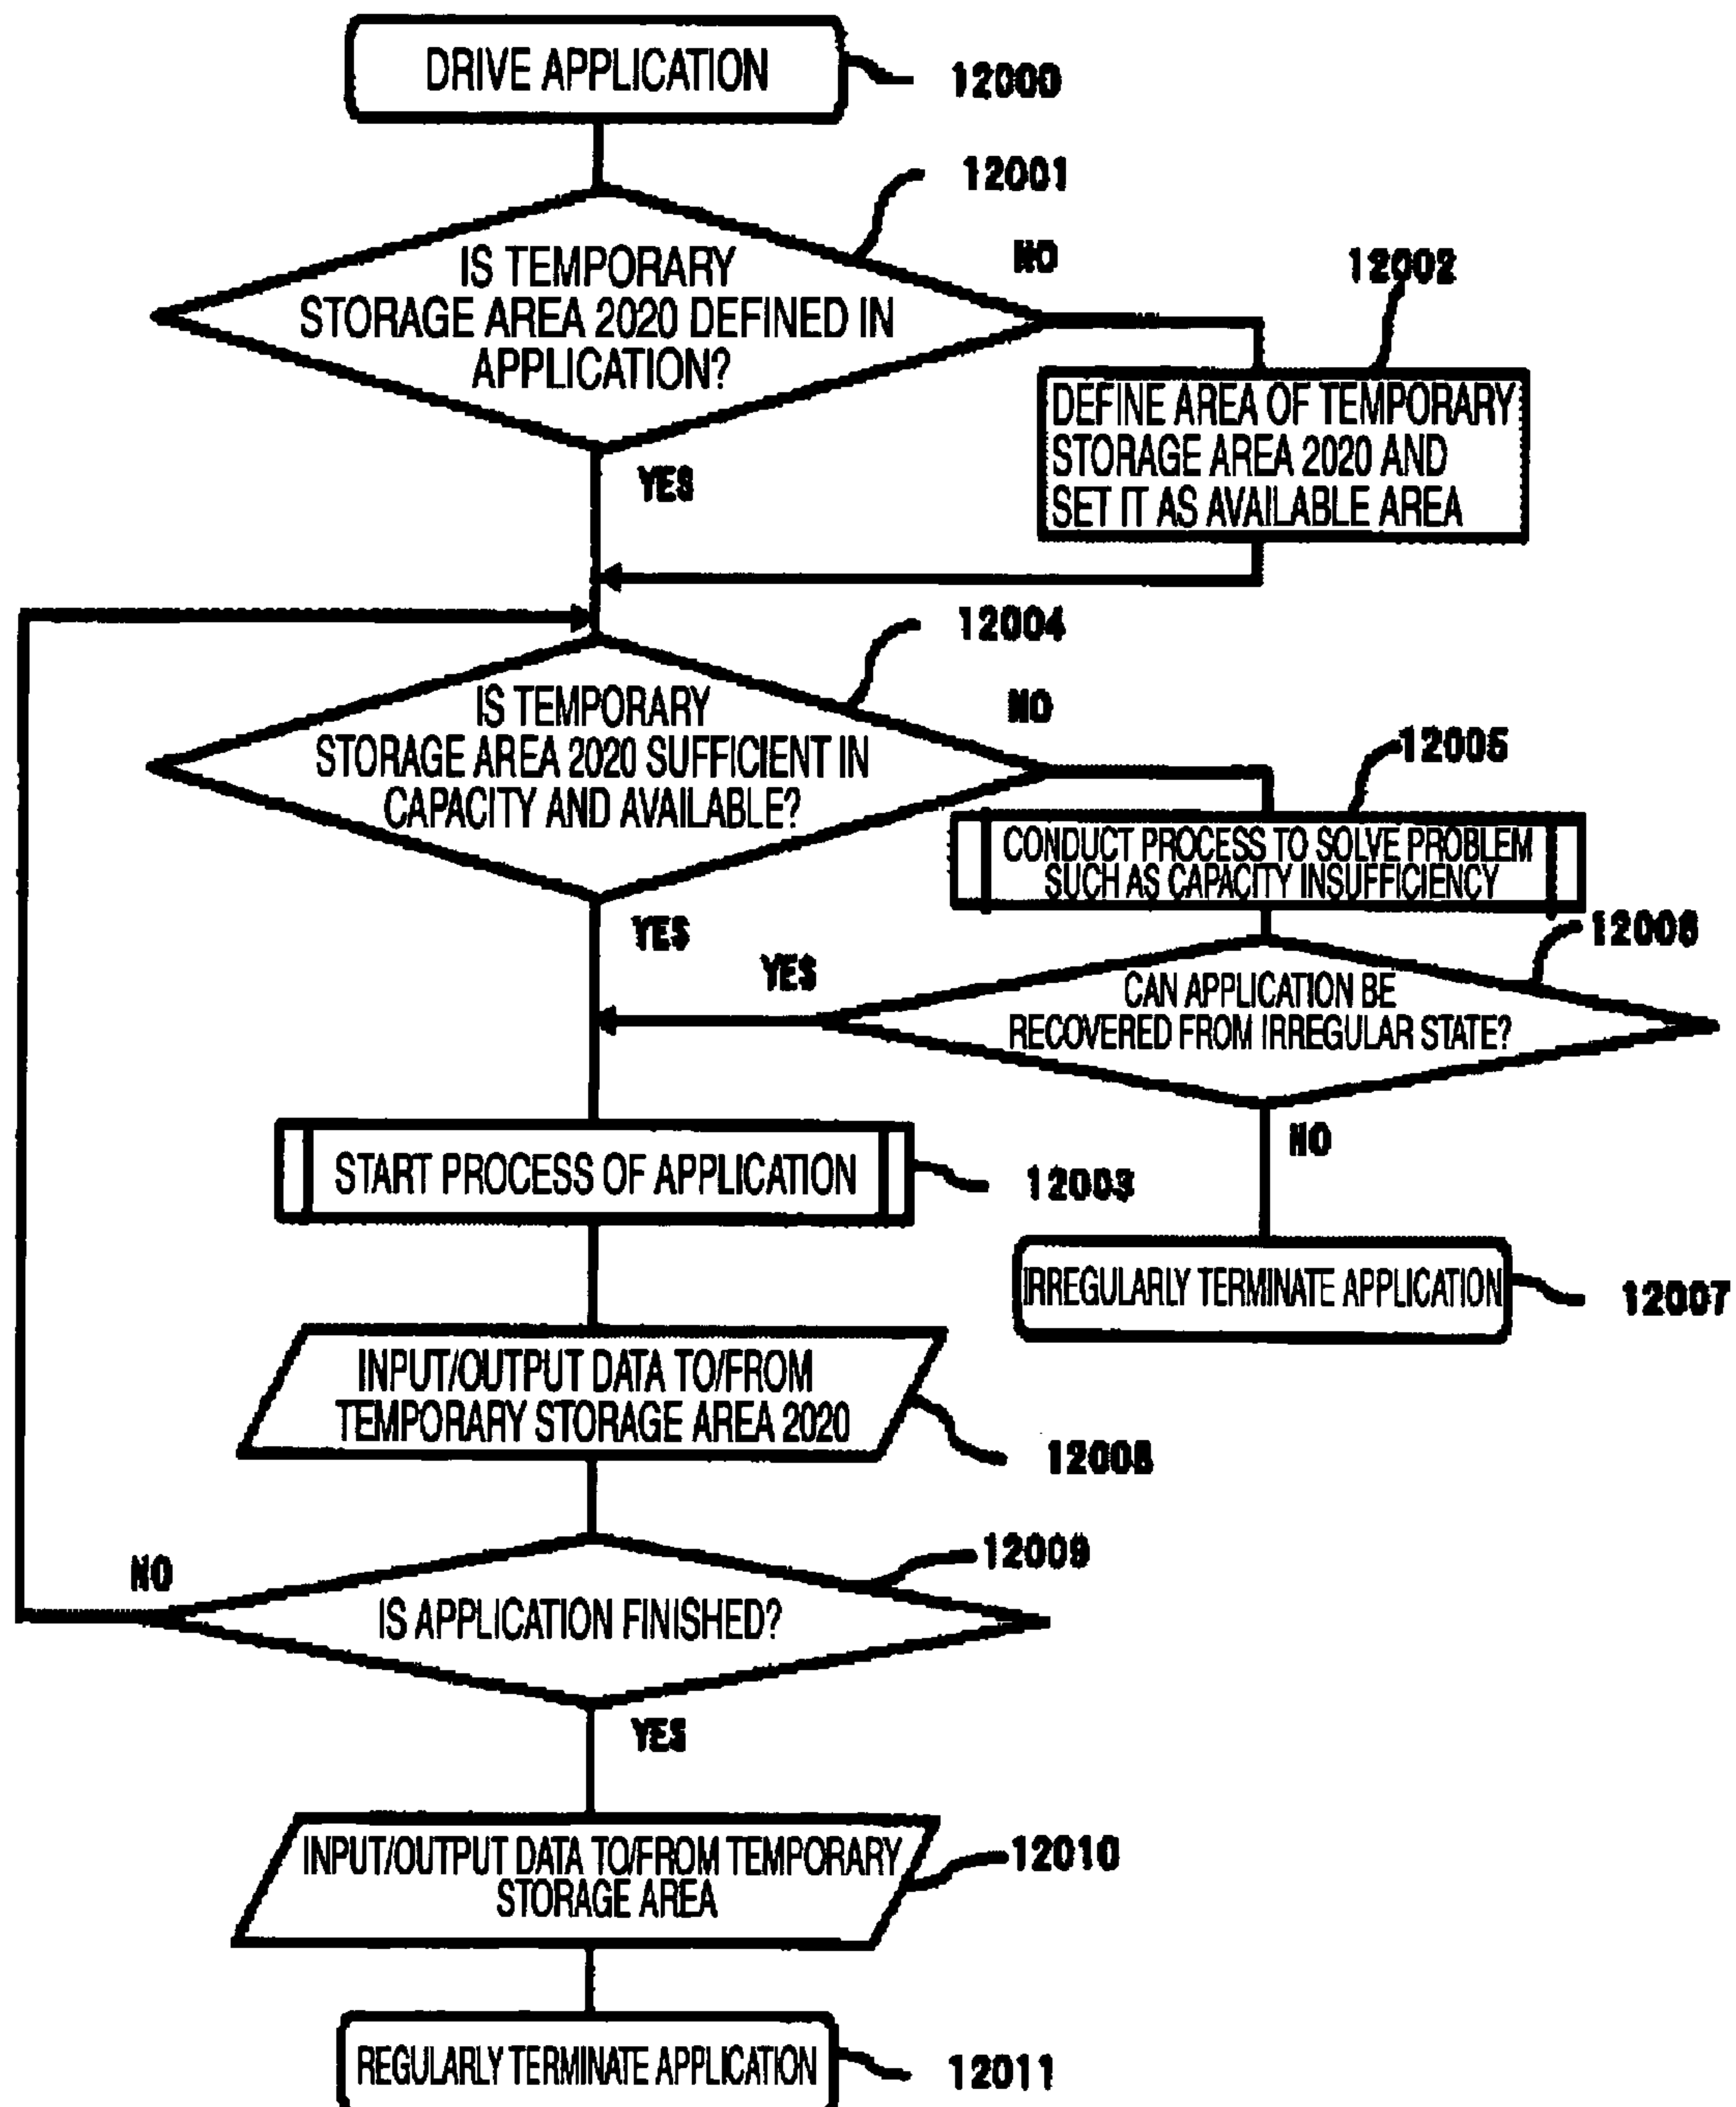 DRIVE APPLICATION
12000
12001
IS TEMPORARY
STORAGE AREA 2020 DEFINED IN
APPLICATION?
NO
12002
DEFINE AREA OF TEMPORARY
STORAGE AREA 2020 AND
SET IT AS AVAILABLE AREA
YES
12004
IS TEMPORARY
STORAGE AREA 2020 SUFFICIENT IN
CAPACITY AND AVAILABLE?
NO
12005
CONDUCT PROCESS TO SOLVE PROBLEM
SUCH AS CAPACITY INSUFFICIENCY
YES
12006
YES
CAN APPLICATION BE
RECOVERED FROM IRREGULAR STATE?
NO
START PROCESS OF APPLICATION
12003
IRREGULARLY TERMINATE APPLICATION
12007
INPUT/OUTPUT DATA TO/FROM
TEMPORARY STORAGE AREA 2020
12008
12009
NO
IS APPLICATION FINISHED?
YES
INPUT/OUTPUT DATA TO/FROM TEMPORARY
STORAGE AREA
12010
REGULARLY TERMINATE APPLICATION
12011